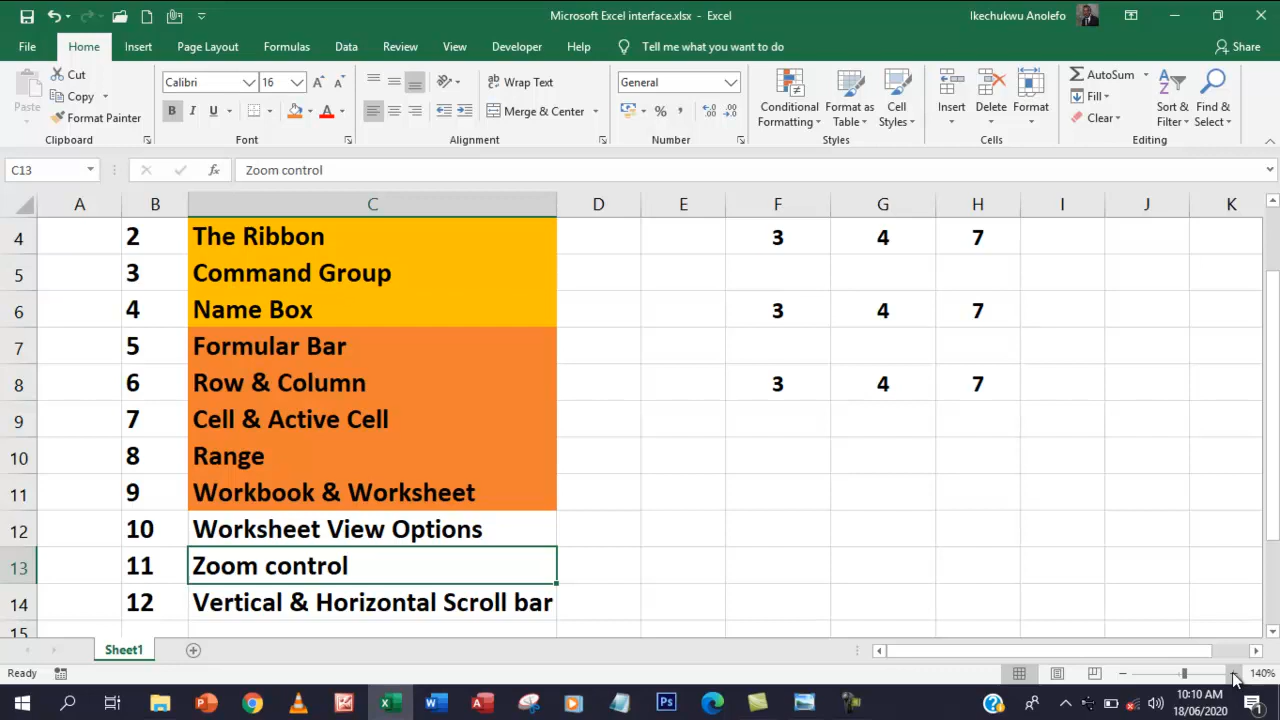 Microsoft Excel interface.xlsx - Excel
Ikechukwu Anolefo
File Home Insert Page Layout Formulas Data Review View Developer Help Tell me what you want to do Share
Paste
Cut
Copy
Format Painter
Clipboard
Calibri 16
B I U
Font
Wrap Text
Merge & Center
Alignment
General
% ,
Number
Conditional Formatting
Format as Table
Cell Styles
Styles
Insert
Delete
Format
Cells
AutoSum
Fill
Clear
Sort & Filter
Find & Select
Editing
C13 fx Zoom control
A B C D E F G H I J K
4 2 The Ribbon 3 4 7
5 3 Command Group
6 4 Name Box 3 4 7
7 5 Formular Bar
8 6 Row & Column 3 4 7
9 7 Cell & Active Cell
10 8 Range
11 9 Workbook & Worksheet
12 10 Worksheet View Options
13 11 Zoom control
14 12 Vertical & Horizontal Scroll bar
15
Sheet1
Ready 140%
10:10 AM
18/06/2020